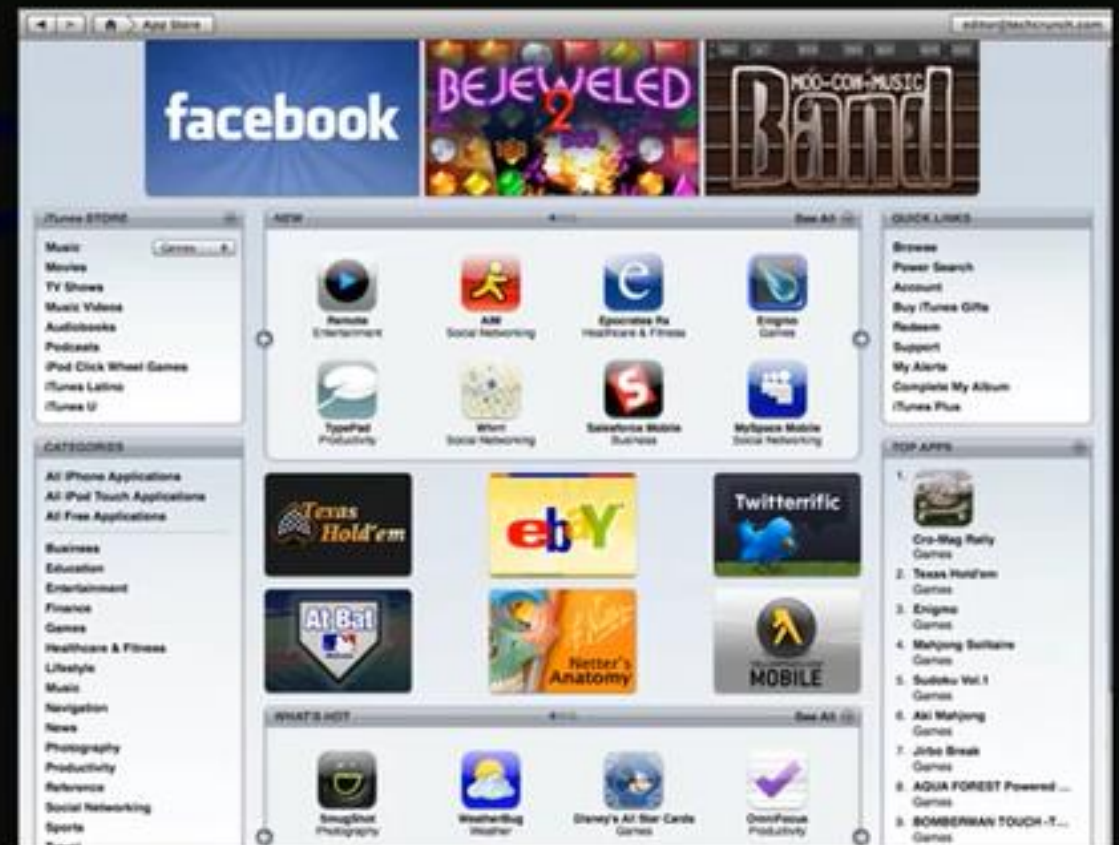 App Store
editor@techcrunch.com
facebook
BEJEWELED
2
MOO-COW-MUSIC
Band
iTunes STORE
Music
Genres
Movies
TV Shows
Music Videos
Audiobooks
Podcasts
iPod Click Wheel Games
iTunes Latino
iTunes U
CATEGORIES
All iPhone Applications
All iPod Touch Applications
All Free Applications
Business
Education
Entertainment
Finance
Games
Healthcare & Fitness
Lifestyle
Music
Navigation
News
Photography
Productivity
Reference
Social Networking
Sports
NEW
See All
Remote
Entertainment
AIM
Social Networking
Epocrates Rx
Healthcare & Fitness
Enigmo
Games
TypePad
Productivity
Whrrl
Social Networking
Salesforce Mobile
Business
MySpace Mobile
Social Networking
Texas
Hold'em
ebaY
Twitterrific
At Bat
Netter's
Anatomy
MOBILE
WHAT'S HOT
See All
SmugShot
Photography
WeatherBug
Weather
Disney's All Star Cards
Games
OmniFocus
Productivity
QUICK LINKS
Browse
Power Search
Account
Buy iTunes Gifts
Redeem
Support
My Alerts
Complete My Album
iTunes Plus
TOP APPS
1.
Cro-Mag Rally
Games
2. Texas Hold'em
Games
3. Enigmo
Games
4. Mahjong Solitaire
Games
5. Sudoku Vol.1
Games
6. Aki Mahjong
Games
7. Jirbo Break
Games
8. AQUA FOREST Powered ...
Games
9. BOMBERMAN TOUCH -T...
Games